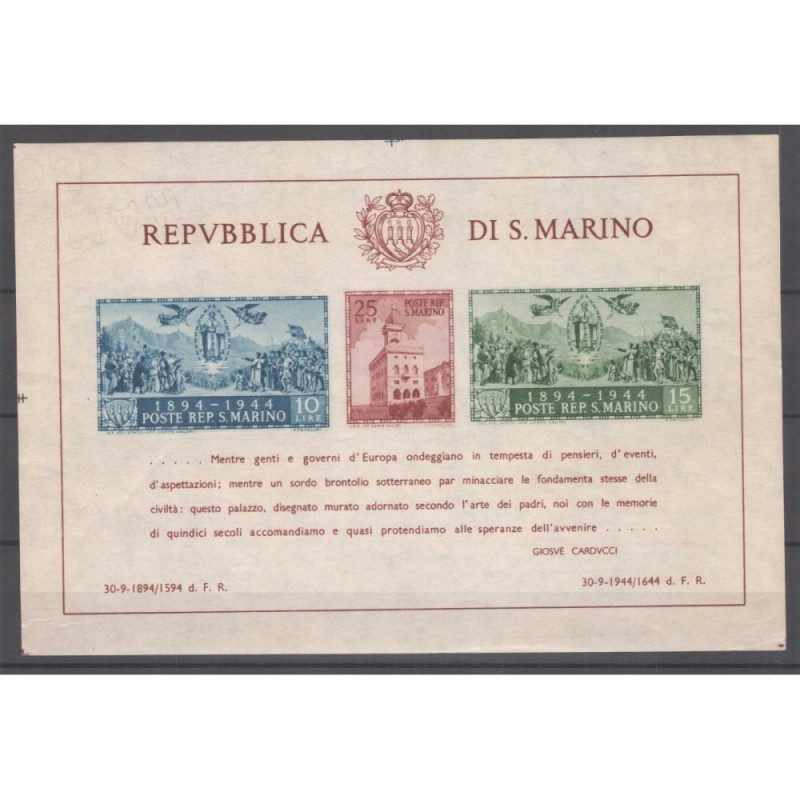 REPVBBLICA DI S. MARINO
25
LIRE
POSTE REP.
S. MARINO
1894-1944
POSTE REP. S. MARINO
10
LIRE
1894-1944
POSTE REP. S. MARINO
15
LIRE
. . . . . Mentre genti e governi d'Europa ondeggiano in tempesta di pensieri, d'eventi,
d'aspettazioni; mentre un sordo brontolio sotterraneo par minacciare le fondamenta stesse della
civiltà: questo palazzo, disegnato murato adornato secondo l'arte dei padri, noi con le memorie
di quindici secoli accomandiamo e quasi protendiamo alle speranze dell'avvenire . . . . .
GIOSVÉ CARDVCCI
30-9-1894/1594 d. F. R.
30-9-1944/1644 d. F. R.